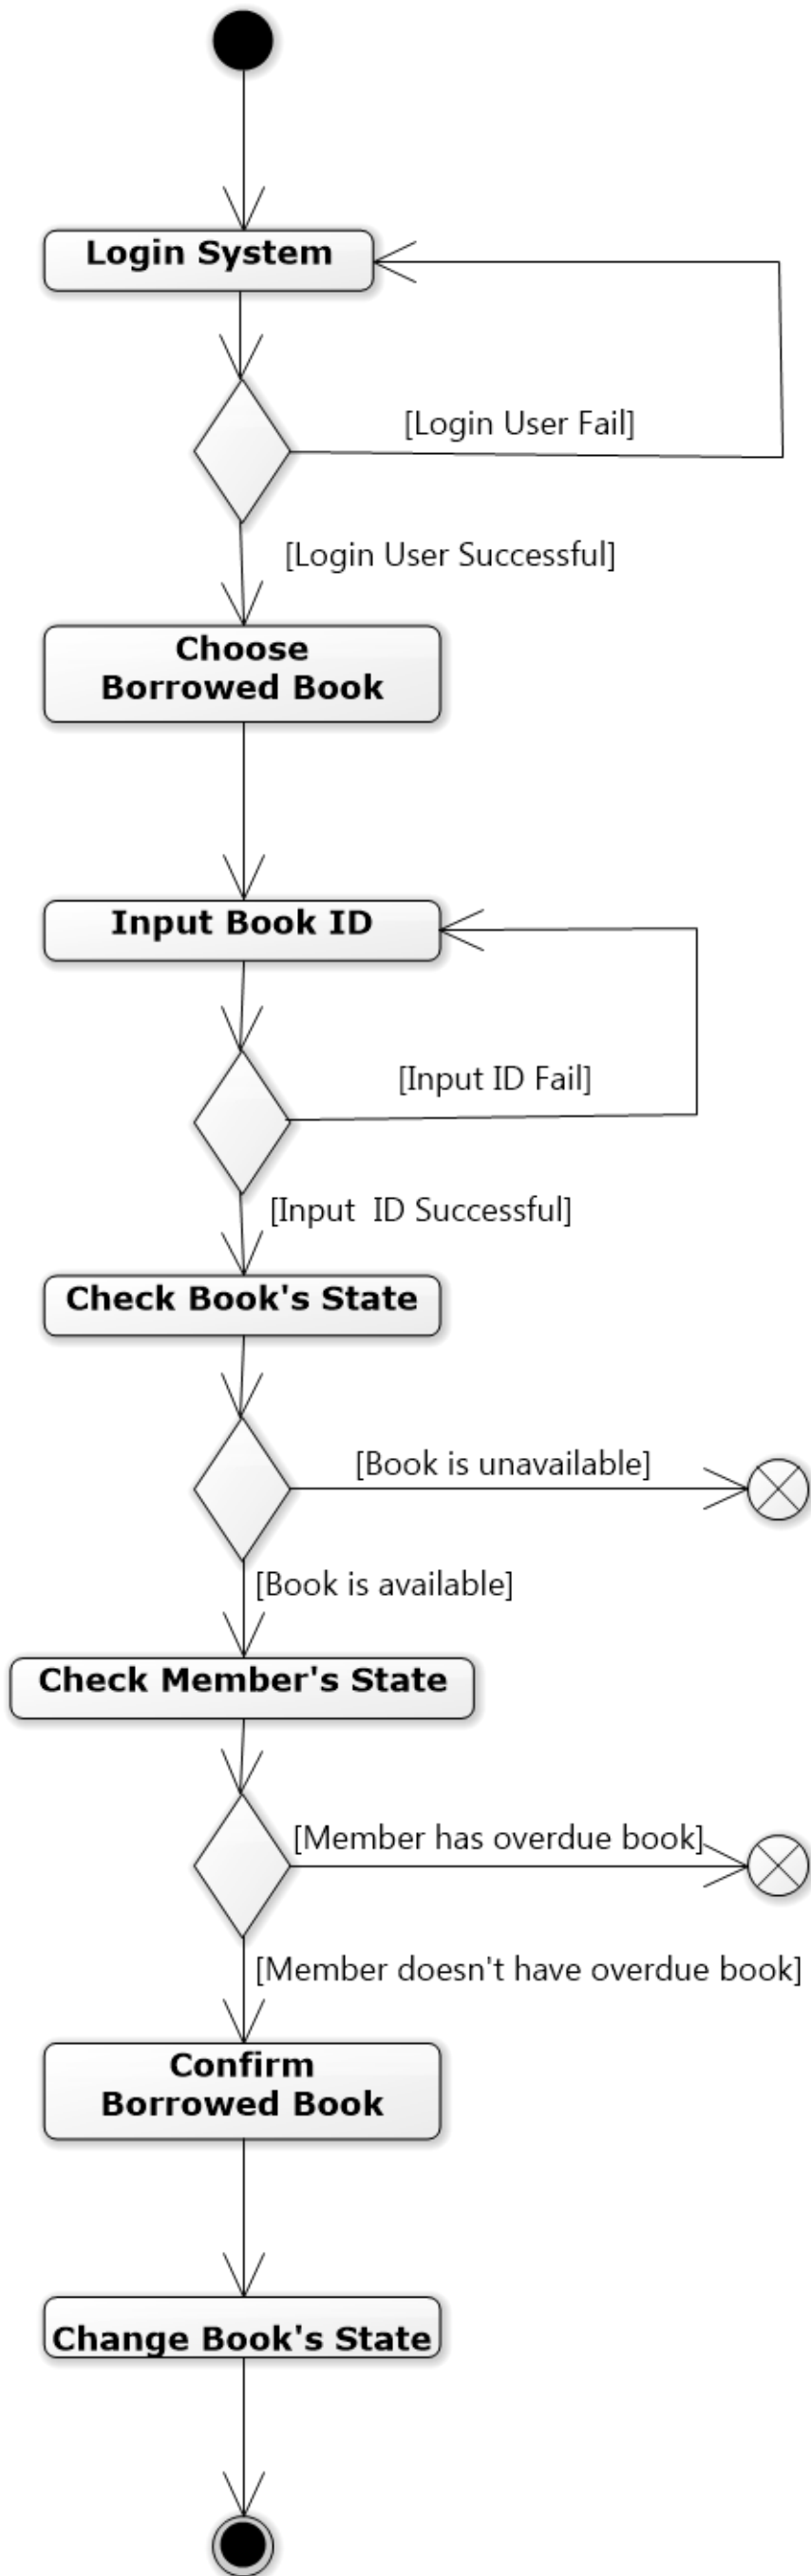 Login System
[Login User Fail]
[Login User Successful]
Choose
Borrowed Book
Input Book ID
[Input ID Fail]
[Input  ID Successful]
Check Book's State
[Book is unavailable]
[Book is available]
Check Member's State
[Member has overdue book]
[Member doesn't have overdue book]
Confirm
Borrowed Book
Change Book's State